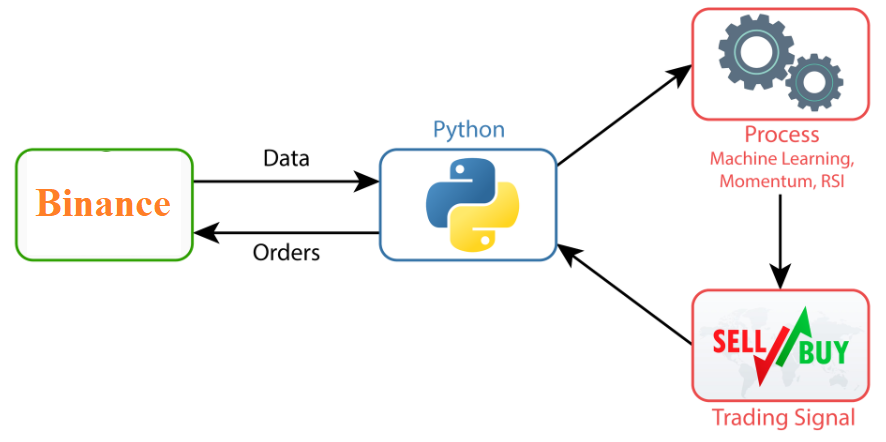 Binance
Data
Orders
Python
Process
Machine Learning,
Momentum, RSI
SELL
BUY
Trading Signal